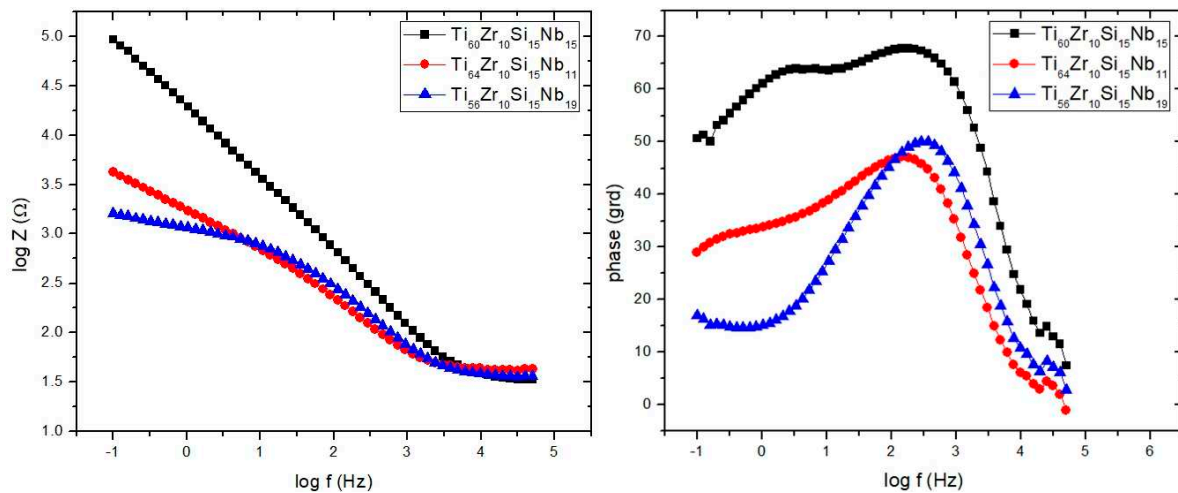 5.0
4.5
4.0
3.5
3.0
2.5
2.0
1.5
1.0
log Z (Ω)
-1 0 1 2 3 4 5
log f (Hz)
Ti₆₀Zr₁₀Si₁₅Nb₁₅
Ti₆₄Zr₁₀Si₁₅Nb₁₁
Ti₅₆Zr₁₀Si₁₅Nb₁₉
70
60
50
40
30
20
10
0
phase (grd)
-1 0 1 2 3 4 5 6
log f (Hz)
Ti₆₀Zr₁₀Si₁₅Nb₁₅
Ti₆₄Zr₁₀Si₁₅Nb₁₁
Ti₅₆Zr₁₀Si₁₅Nb₁₉